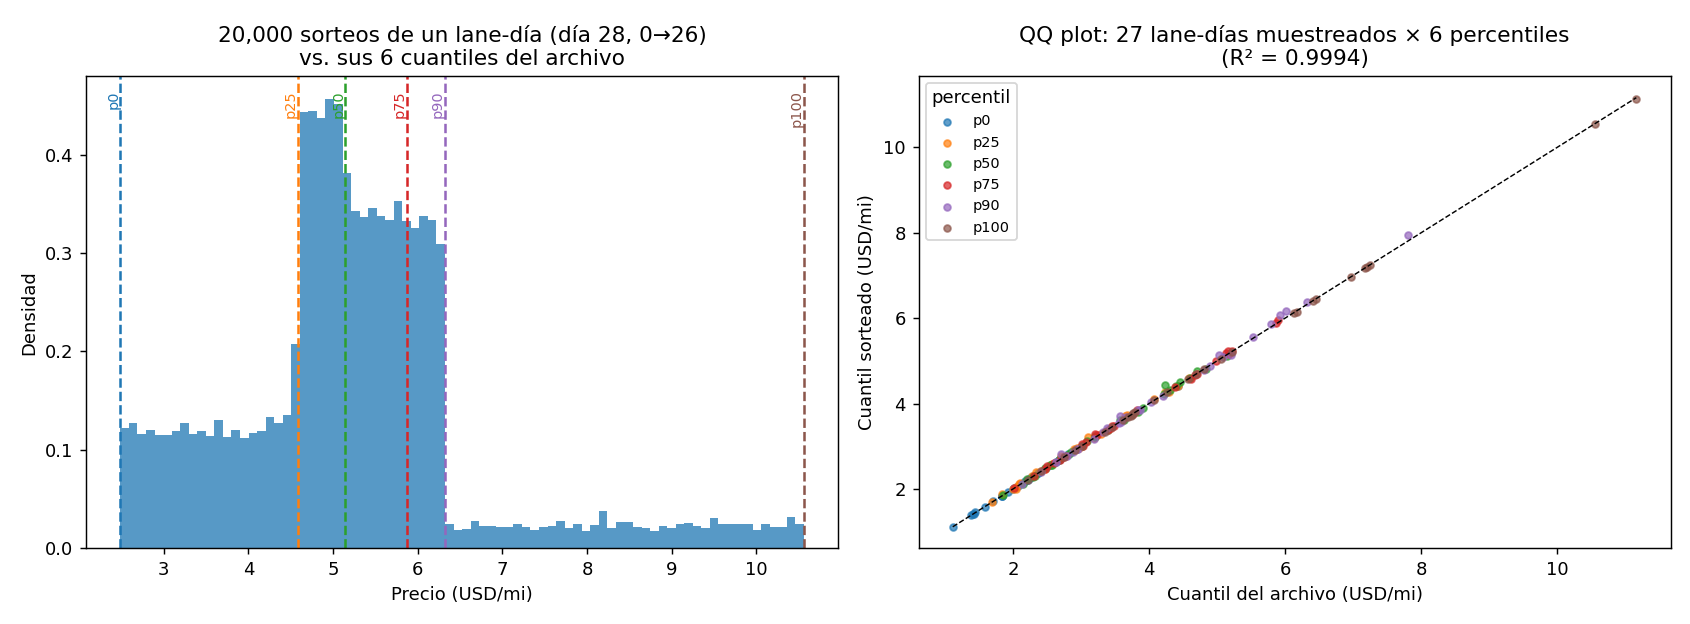 20,000 sorteos de un lane-día (día 28, 0→26)
vs. sus 6 cuantiles del archivo
p0
p25
p50
p75
p90
p100
0.4
0.3
0.2
0.1
0.0
Densidad
3
4
5
6
7
8
9
10
Precio (USD/mi)
QQ plot: 27 lane-días muestreados × 6 percentiles
(R² = 0.9994)
percentil
p0
p25
p50
p75
p90
p100
10
8
6
4
2
Cuantil sorteado (USD/mi)
2
4
6
8
10
Cuantil del archivo (USD/mi)